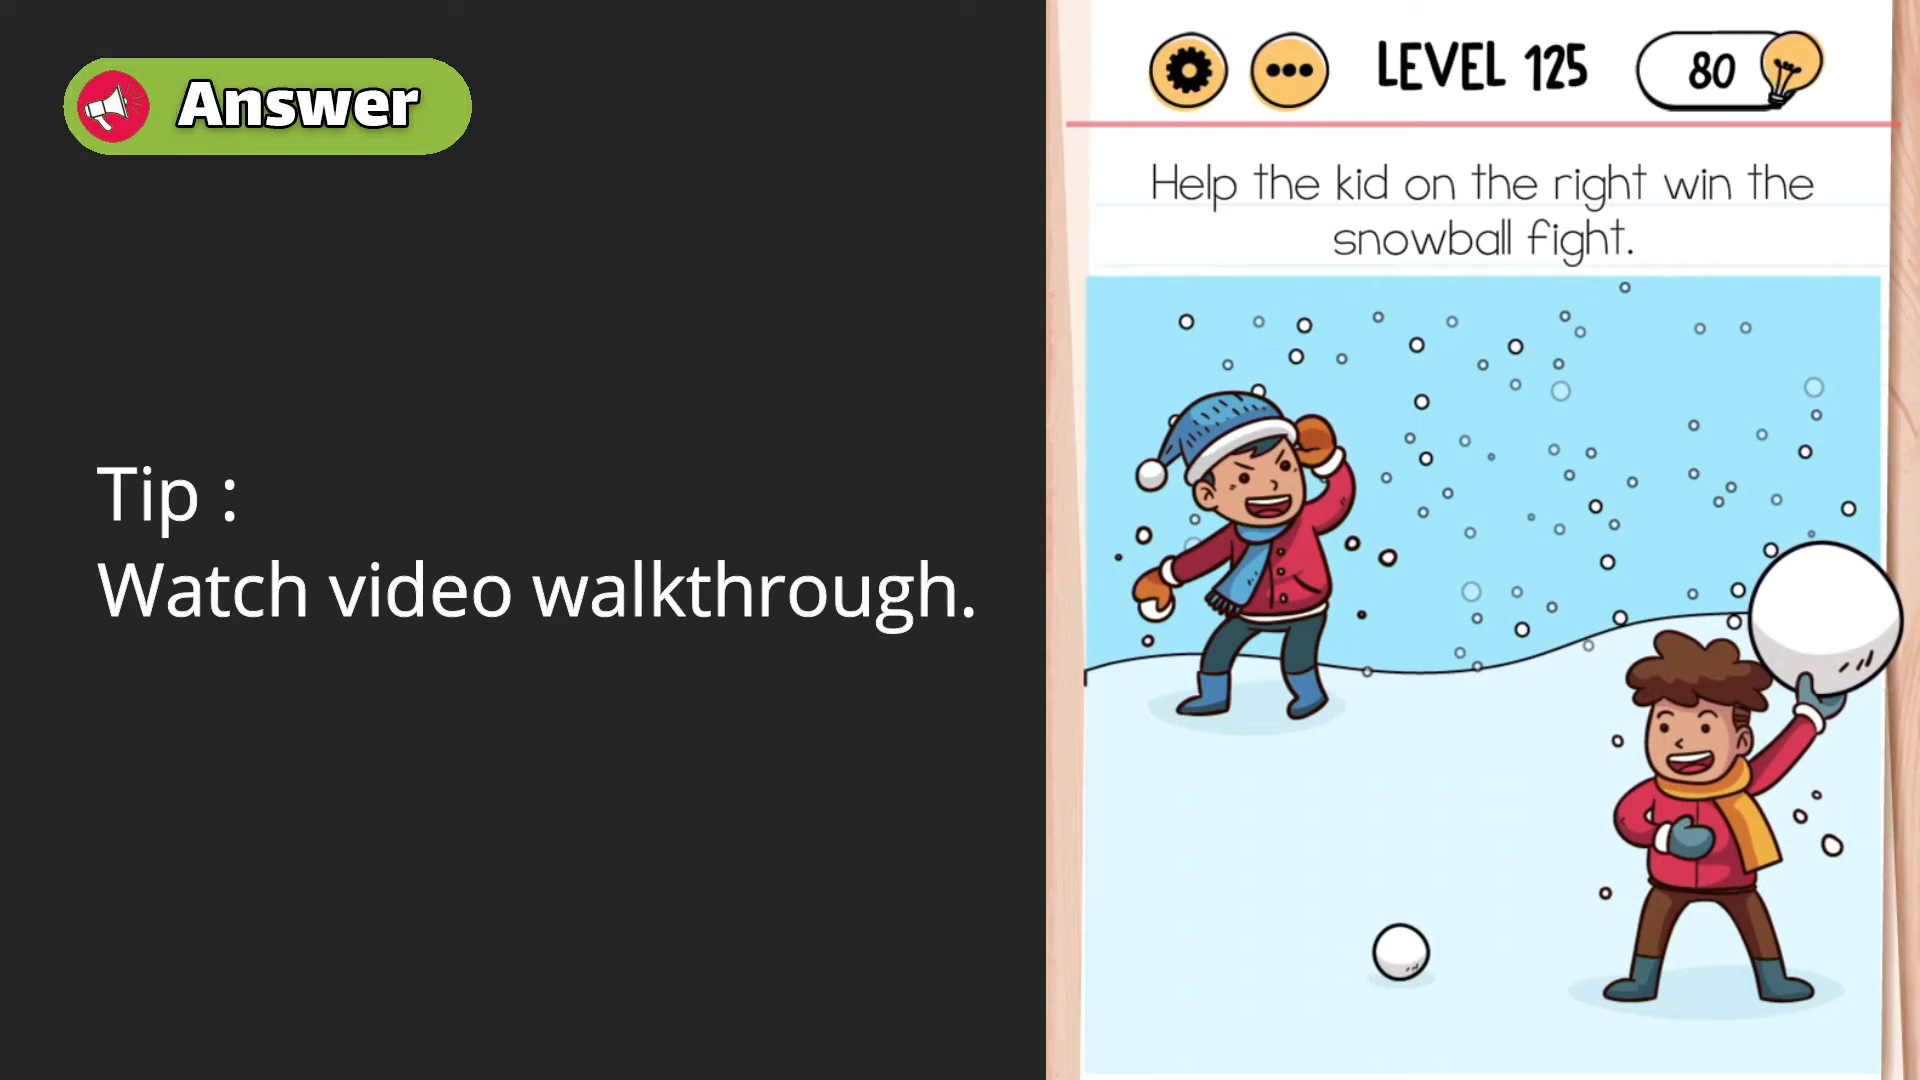 Answer
Tip :
Watch video walkthrough.
LEVEL 125
80
Help the kid on the right win the
snowball fight.